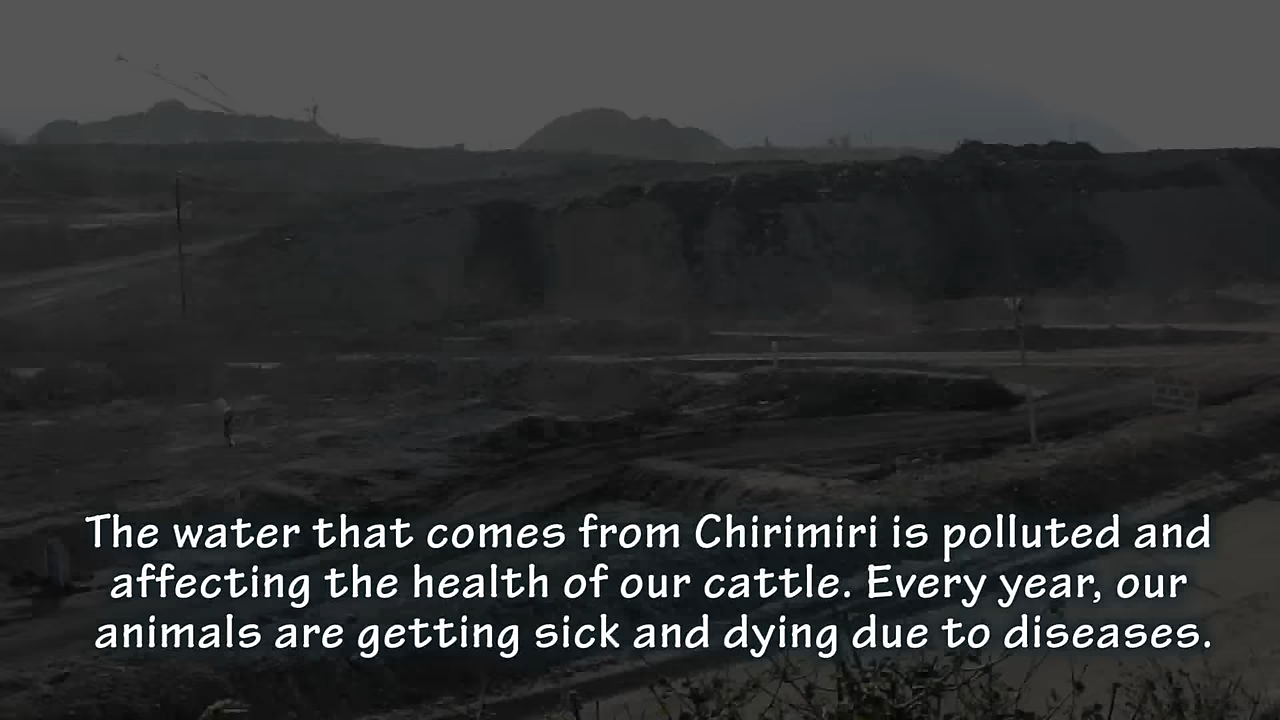 The water that comes from Chirimiri is polluted and
affecting the health of our cattle. Every year, our
animals are getting sick and dying due to diseases.